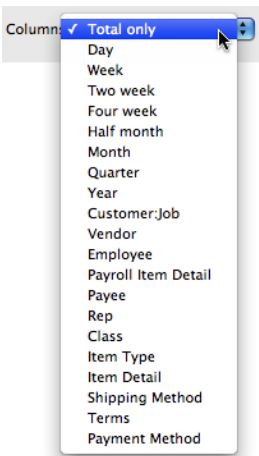 Columns ✓ Total only
Day
Week
Two week
Four week
Half month
Month
Quarter
Year
Customer:Job
Vendor
Employee
Payroll Item Detail
Payee
Rep
Class
Item Type
Item Detail
Shipping Method
Terms
Payment Method